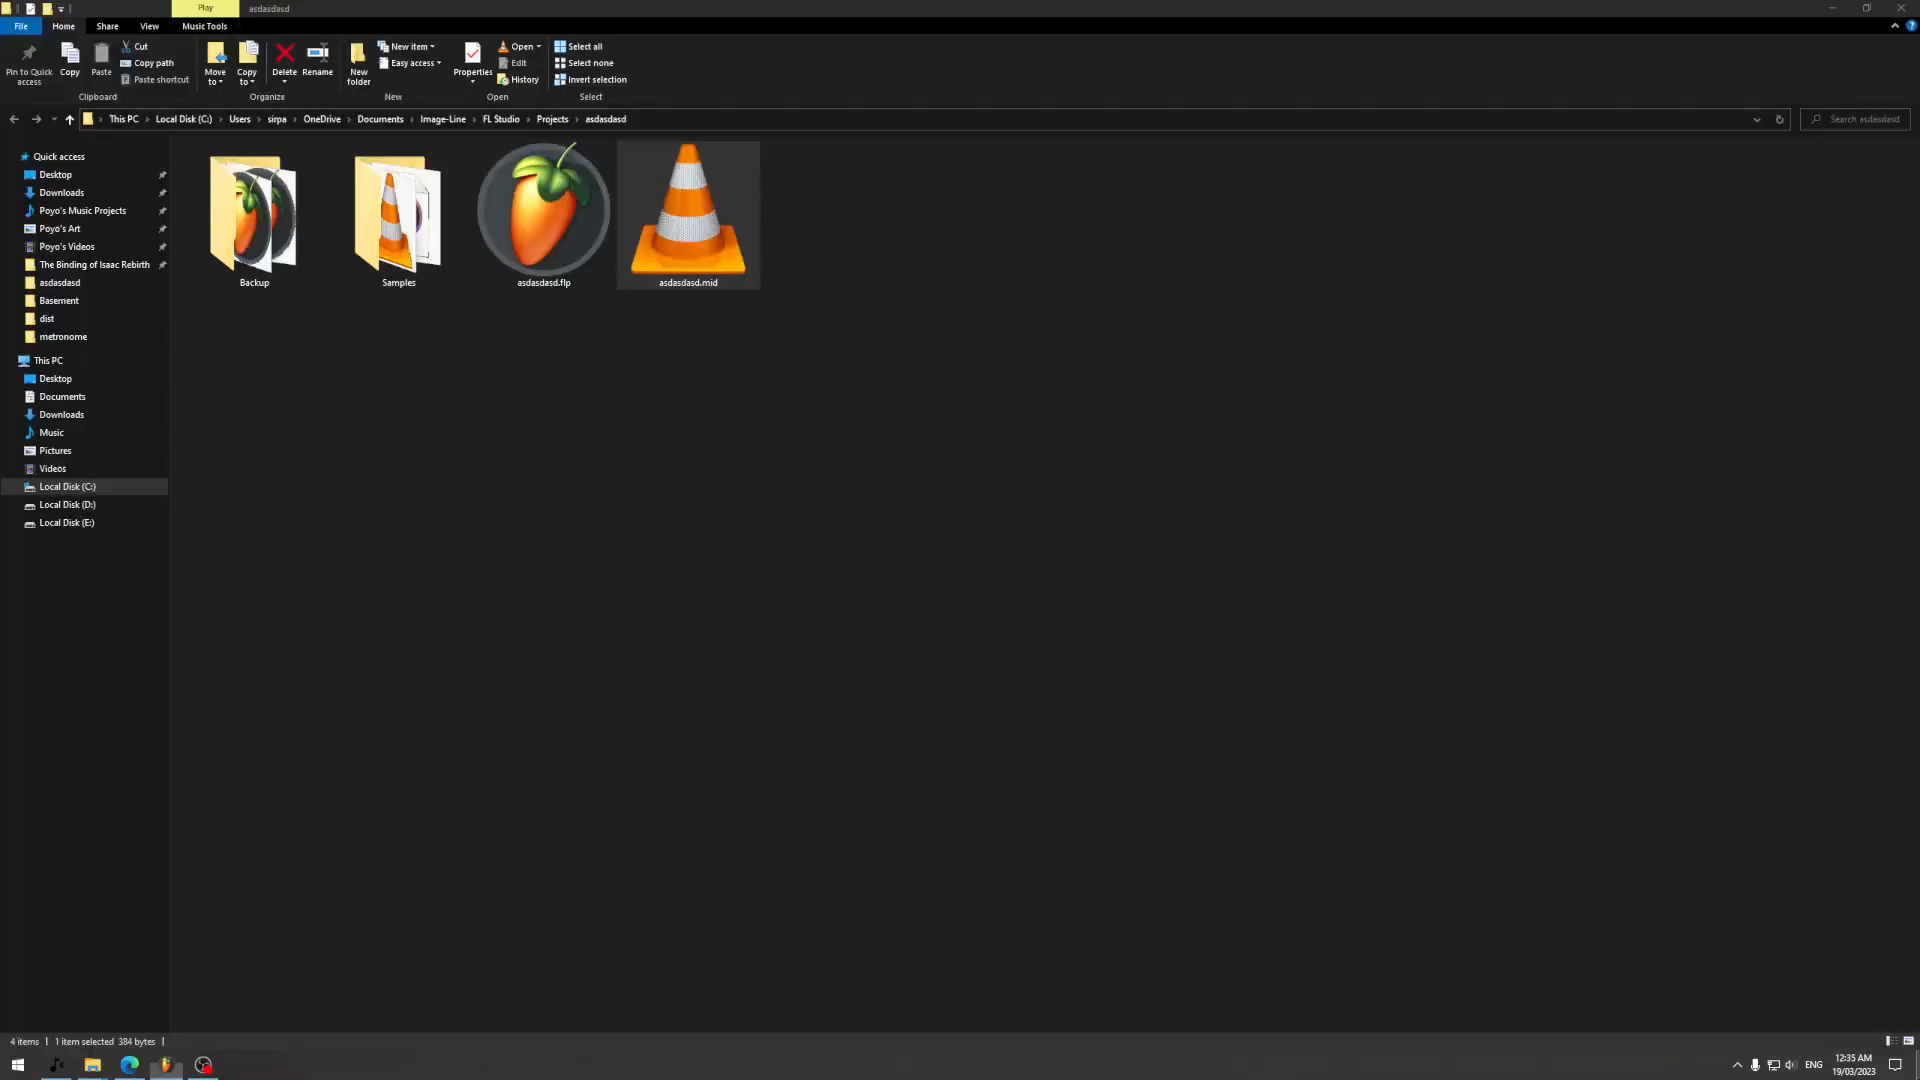 Play
asdasdasd
File
Home
Share
View
Music Tools
Pin to Quick
access
Copy
Paste
Cut
Copy path
Paste shortcut
Clipboard
Move
to
Copy
to
Delete
Rename
Organize
New
folder
New item
Easy access
New
Properties
Open
Edit
History
Open
Select all
Select none
Invert selection
Select
This PC
Local Disk (C:)
Users
sirpa
OneDrive
Documents
Image-Line
FL Studio
Projects
asdasdasd
Search asdasdasd
Quick access
Desktop
Downloads
Poyo's Music Projects
Poyo's Art
Poyo's Videos
The Binding of Isaac Rebirth
asdasdasd
Basement
dist
metronome
This PC
Desktop
Documents
Downloads
Music
Pictures
Videos
Local Disk (C:)
Local Disk (D:)
Local Disk (E:)
Backup
Samples
asdasdasd.flp
asdasdasd.mid
4 items
1 item selected 384 bytes
ENG
12:35 AM
19/03/2023